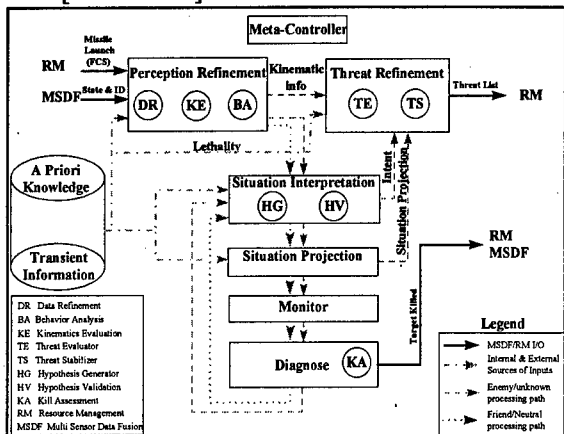 Meta-Controller
Missile
Launch
(FCS)
RM
MSDF
State & ID
Perception Refinement
DR
KE
BA
Kinematic
info
Threat Refinement
TE
TS
Threat List
RM
Lethality
A Priori
Knowledge
Transient
Information
Situation Interpretation
HG
HV
Intent
Situation Projection
Situation Projection
RM
MSDF
Monitor
Target Killed
Diagnose
KA
DR Data Refinement
BA Behavior Analysis
KE Kinematics Evaluation
TE Threat Evaluator
TS Threat Stabilizer
HG Hypothesis Generator
HV Hypothesis Validation
KA Kill Assessment
RM Resource Management
MSDF Multi Sensor Data Fusion
Legend
MSDF/RM I/O
Internal & External
Sources of Inputs
Enemy/unknown
processing path
Friend/Neutral
processing path